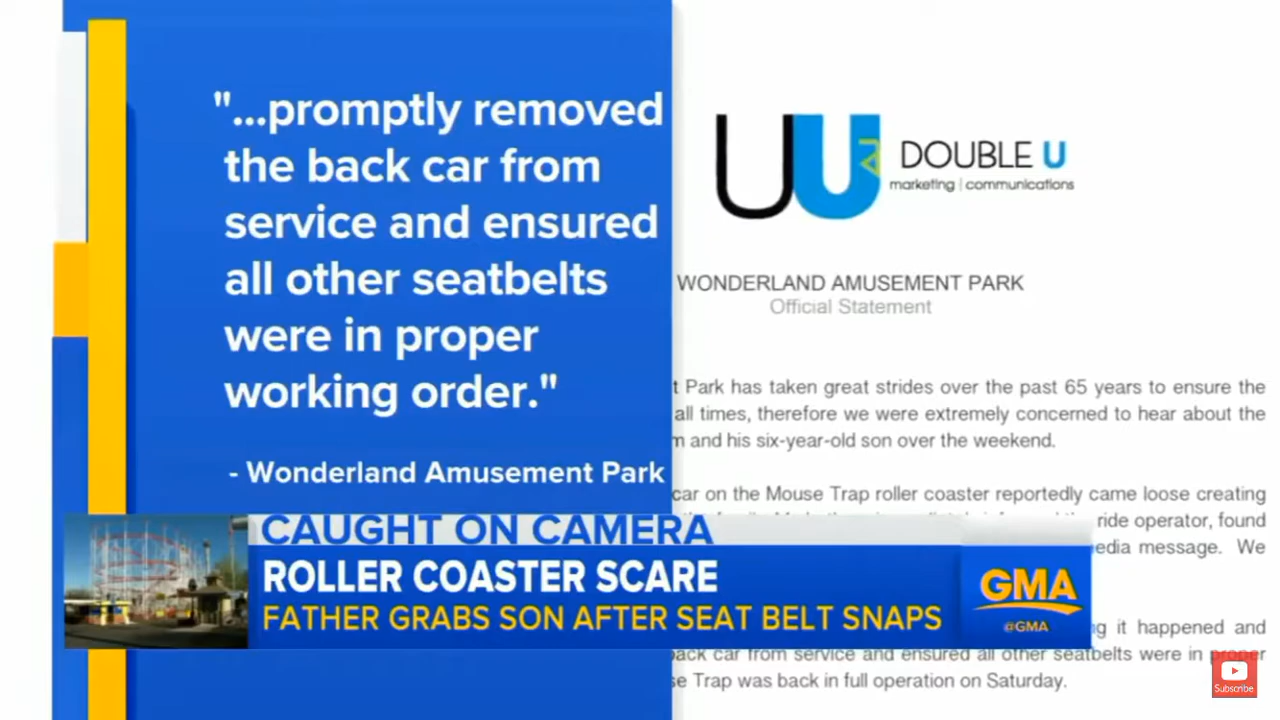 "...promptly removed
the back car from
service and ensured
all other seatbelts
were in proper
working order."
- Wonderland Amusement Park
UU
DOUBLE U
marketing | communications
WONDERLAND AMUSEMENT PARK
Official Statement
t Park has taken great strides over the past 65 years to ensure the
all times, therefore we were extremely concerned to hear about the
m and his six-year-old son over the weekend.
car on the Mouse Trap roller coaster reportedly came loose creating
ride operator, found
edia message. We
g it happened and
back car from service and ensured all other seatbelts were in proper
se Trap was back in full operation on Saturday.
CAUGHT ON CAMERA
ROLLER COASTER SCARE
FATHER GRABS SON AFTER SEAT BELT SNAPS
GMA
@GMA
Subscribe